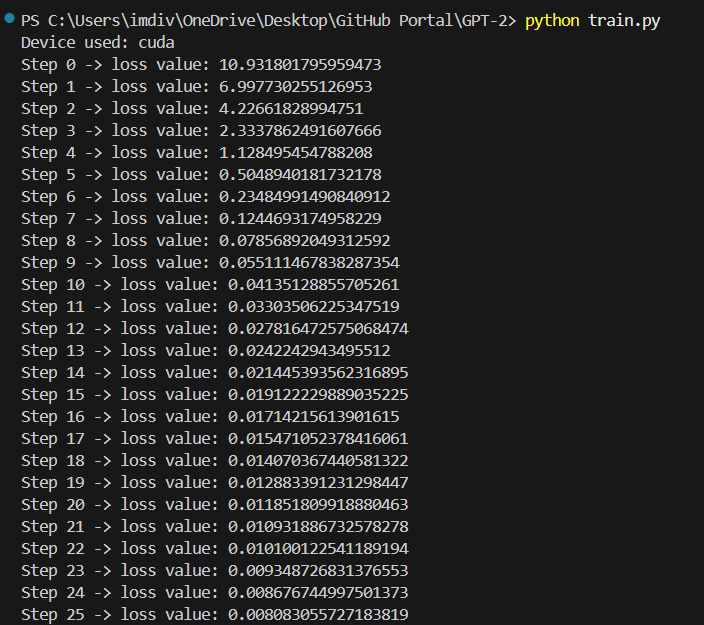 PS C:\Users\imdiv\OneDrive\Desktop\GitHub Portal\GPT-2> python train.py
Device used: cuda
Step 0 -> loss value: 10.931801795959473
Step 1 -> loss value: 6.997730255126953
Step 2 -> loss value: 4.22661828994751
Step 3 -> loss value: 2.3337862491607666
Step 4 -> loss value: 1.128495454788208
Step 5 -> loss value: 0.5048940181732178
Step 6 -> loss value: 0.23484991490840912
Step 7 -> loss value: 0.1244693174958229
Step 8 -> loss value: 0.07856892049312592
Step 9 -> loss value: 0.055111467838287354
Step 10 -> loss value: 0.04135128855705261
Step 11 -> loss value: 0.03303506225347519
Step 12 -> loss value: 0.027816472575068474
Step 13 -> loss value: 0.0242242943495512
Step 14 -> loss value: 0.021445393562316895
Step 15 -> loss value: 0.019122229889035225
Step 16 -> loss value: 0.01714215613901615
Step 17 -> loss value: 0.015471052378416061
Step 18 -> loss value: 0.014070367440581322
Step 19 -> loss value: 0.012883391231298447
Step 20 -> loss value: 0.011851809918880463
Step 21 -> loss value: 0.010931886732578278
Step 22 -> loss value: 0.010100122541189194
Step 23 -> loss value: 0.009348726831376553
Step 24 -> loss value: 0.008676744997501373
Step 25 -> loss value: 0.008083055727183819